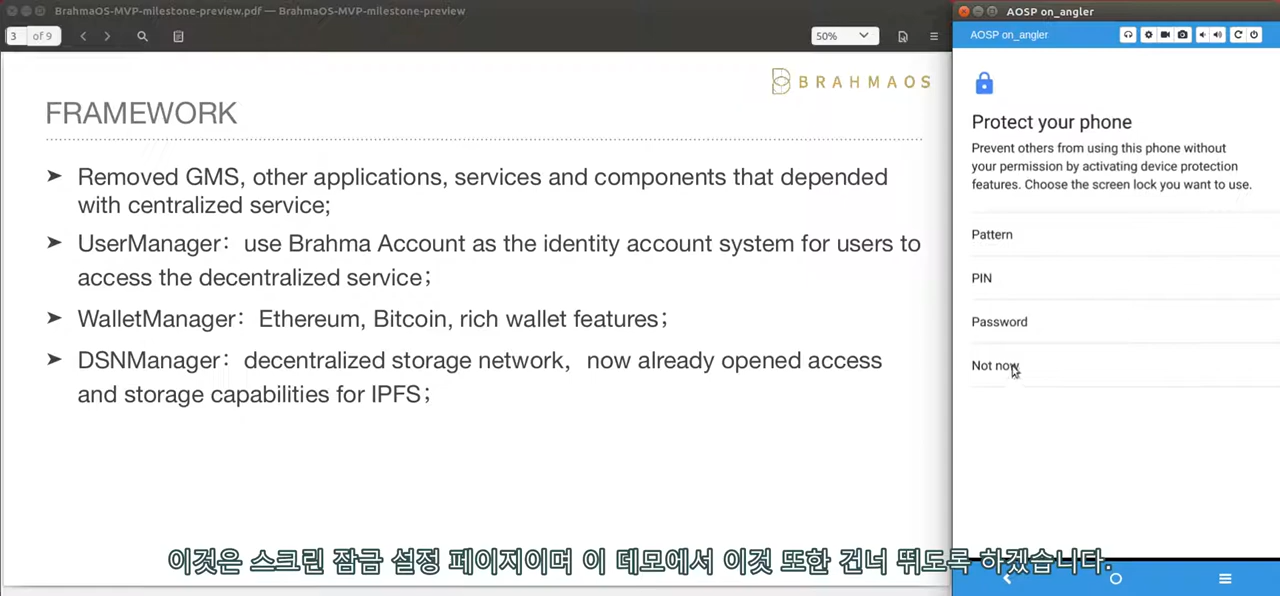 BrahmaOS-MVP-milestone-preview.pdf — BrahmaOS-MVP-milestone-preview
3 of 9
50%
BRAHMAOS
FRAMEWORK
➤ Removed GMS, other applications, services and components that depended
with centralized service;
➤ UserManager：use Brahma Account as the identity account system for users to
access the decentralized service；
➤ WalletManager：Ethereum, Bitcoin, rich wallet features；
➤ DSNManager：decentralized storage network，now already opened access
and storage capabilities for IPFS；
AOSP on_angler
AOSP on_angler
Protect your phone
Prevent others from using this phone without
your permission by activating device protection
features. Choose the screen lock you want to use.
Pattern
PIN
Password
Not now
이것은 스크린 잠금 설정 페이지이며 이 데모에서 이것 또한 건너 뛰도록 하겠습니다.